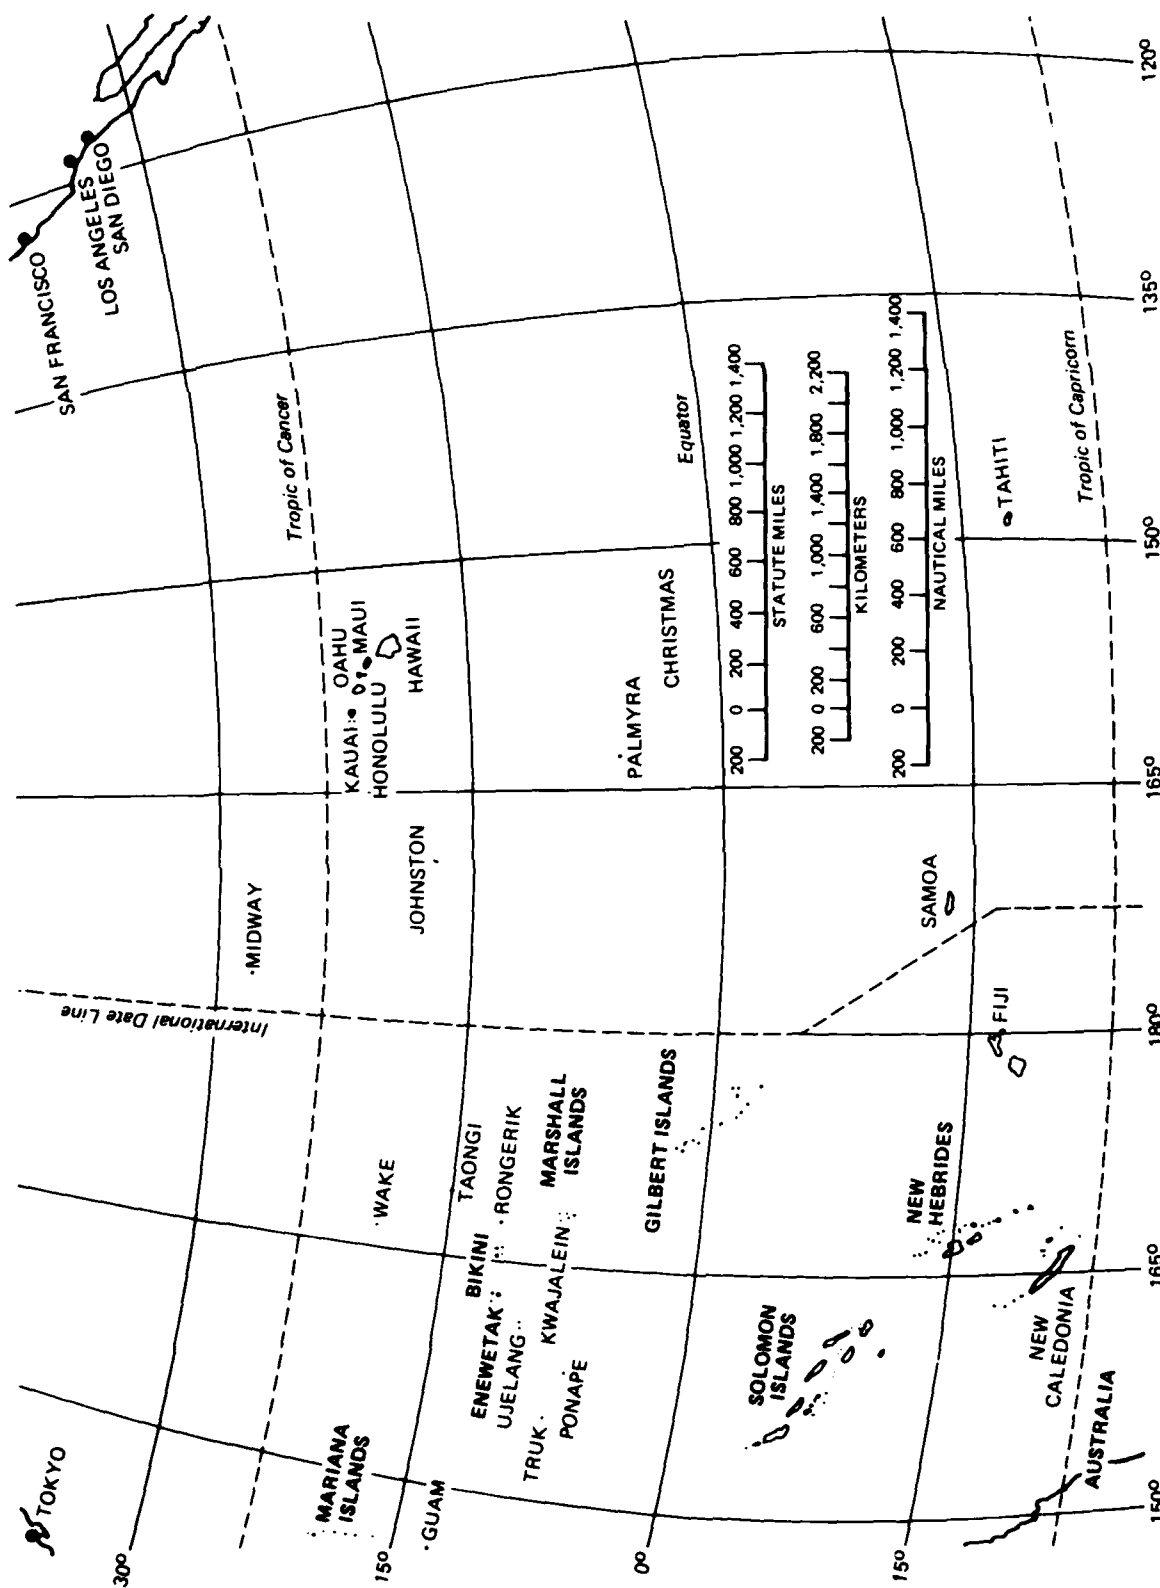 TOKYO
SAN FRANCISCO
LOS ANGELES
SAN DIEGO
30°
International Date Line
MIDWAY
Tropic of Cancer
MARIANA
ISLANDS
WAKE
KAUAI
OAHU
HONOLULU
MAUI
HAWAII
15°
GUAM
JOHNSTON
TAONGI
ENEWETAK
BIKINI
RONGERIK
UJELANG
TRUK
KWAJALEIN
MARSHALL
ISLANDS
PONAPE
PALMYRA
CHRISTMAS
Equator
0°
GILBERT ISLANDS
200 0 200 400 600 800 1,000 1,200 1,400
STATUTE MILES
SOLOMON
ISLANDS
200 0 200 600 1,000 1,400 1,800 2,200
KILOMETERS
200 0 200 400 600 800 1,000 1,200 1,400
NAUTICAL MILES
15°
NEW
HEBRIDES
SAMOA
FIJI
TAHITI
NEW
CALEDONIA
Tropic of Capricorn
AUSTRALIA
150° 165° 180° 165° 150° 135° 120°